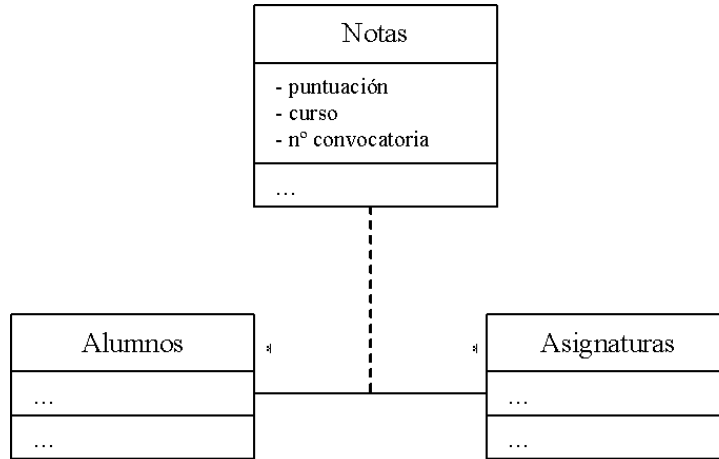 Notas
- puntuación
- curso
- nº convocatoria
...
Alumnos
Asignaturas
...
...
...
...